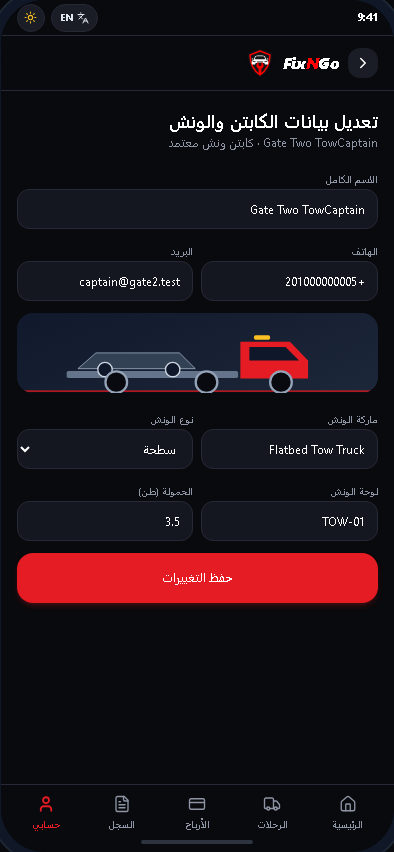 9:41
EN
FixNGo
تعديل بيانات الكابتن والونش
Gate Two TowCaptain · كابتن ونش معتمد
الاسم الكامل
Gate Two TowCaptain
الهاتف
البريد
201000000005+
captain@gate2.test
ماركة الونش
نوع الونش
Flatbed Tow Truck
سطحة
لوحة الونش
الحمولة (طن)
TOW-01
3.5
حفظ التغييرات
الرئيسية
الرحلات
الأرباح
السجل
حسابي